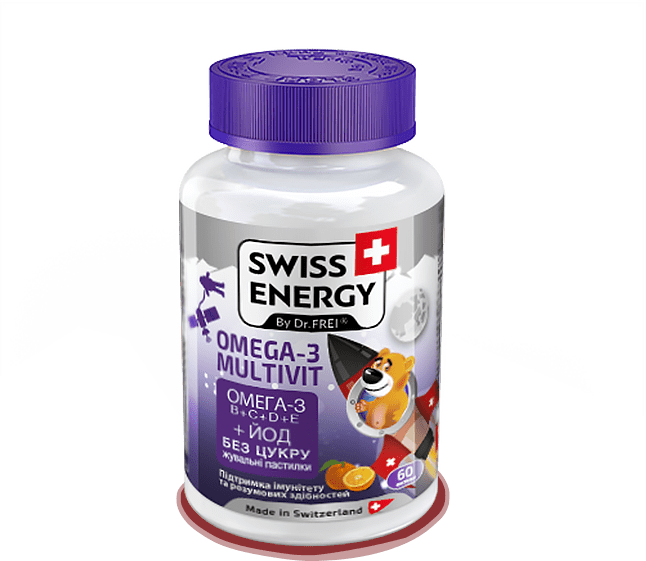 SWISS
ENERGY
By Dr.FREI®
OMEGA-3
MULTIVIT
ОМЕГА-3
B+C+D+E
+ ЙОД
БЕЗ ЦУКРУ
жувальні пастилки
60
Підтримка імунітету
та розумових здібностей
Made in Switzerland